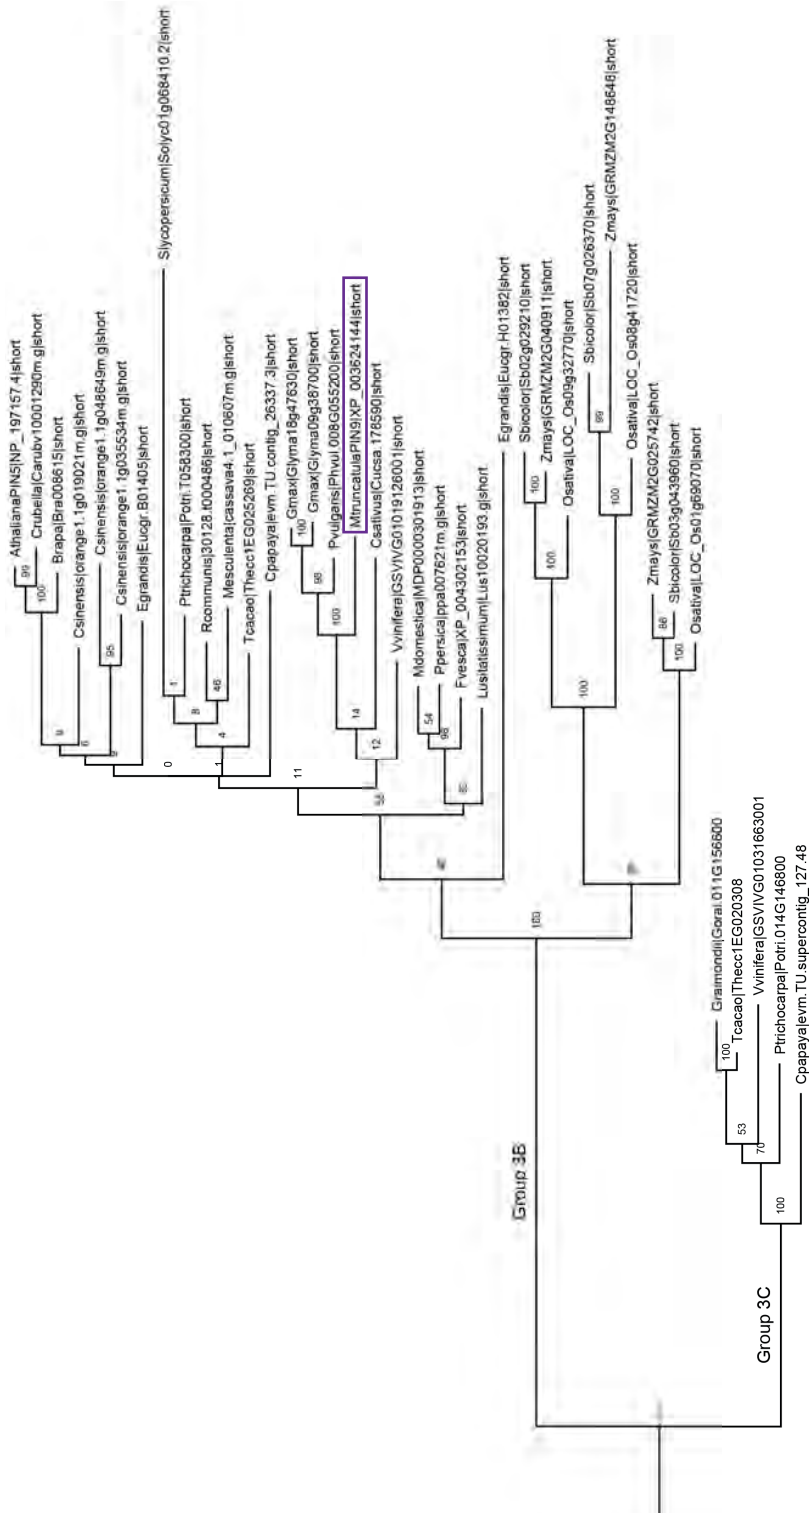 AthalianaPIN5|NP_197157.4|short
Crubella|Carubv10001290m.g|short
Brapa|Bra008615|short
Csinensis|orange1.1g019021m.g|short
Csinensis|orange1.1g048649m.g|short
Csinensis|orange1.1g035534m.g|short
Egrandis|Eucgr.B01405|short
Slycopersicum|Solyc01g068410.2|short
Ptrichocarpa|Potri.T058300|short
Rcommunis|30128.t000486|short
Mesculenta|cassava4.1_010607m.g|short
Tcacao|Thecc1EG025269|short
Cpapaya|evm.TU.contig_26337.3|short
Gmax|Glyma18g47630|short
Gmax|Glyma09g38700|short
Pvulgaris|Phvul.008G055200|short
MtruncatulaPIN9|XP_003624144|short
Csativus|Cucsa.178590|short
Vvinifera|GSVIVG01019126001|short
Mdomestica|MDP0000301913|short
Ppersica|ppa007621m.g|short
Fvesca|XP_004302153|short
Lusitatissimum|Lus10020193.g|short
Egrandis|Eucgr.H01382|short
Sbicolor|Sb02g029210|short
Zmays|GRMZM2G040911|short
Osativa|LOC_Os09g32770|short
Sbicolor|Sb07g026370|short
Zmays|GRMZM2G148648|short
Osativa|LOC_Os08g41720|short
Zmays|GRMZM2G025742|short
Sbicolor|Sb03g043960|short
Osativa|LOC_Os01g69070|short
Graimondii|Gorai.011G156600
Tcacao|Thecc1EG020308
Vvinifera|GSVIVG01031663001
Ptrichocarpa|Potri.014G146800
Cpapaya|evm.TU.supercontig_127.48
99
100
9
6
95
9
0
1
8
46
4
1
11
100
98
100
14
12
54
98
100
100
100
99
100
100
86
100
100
53
70
100
Group 3B
Group 3C